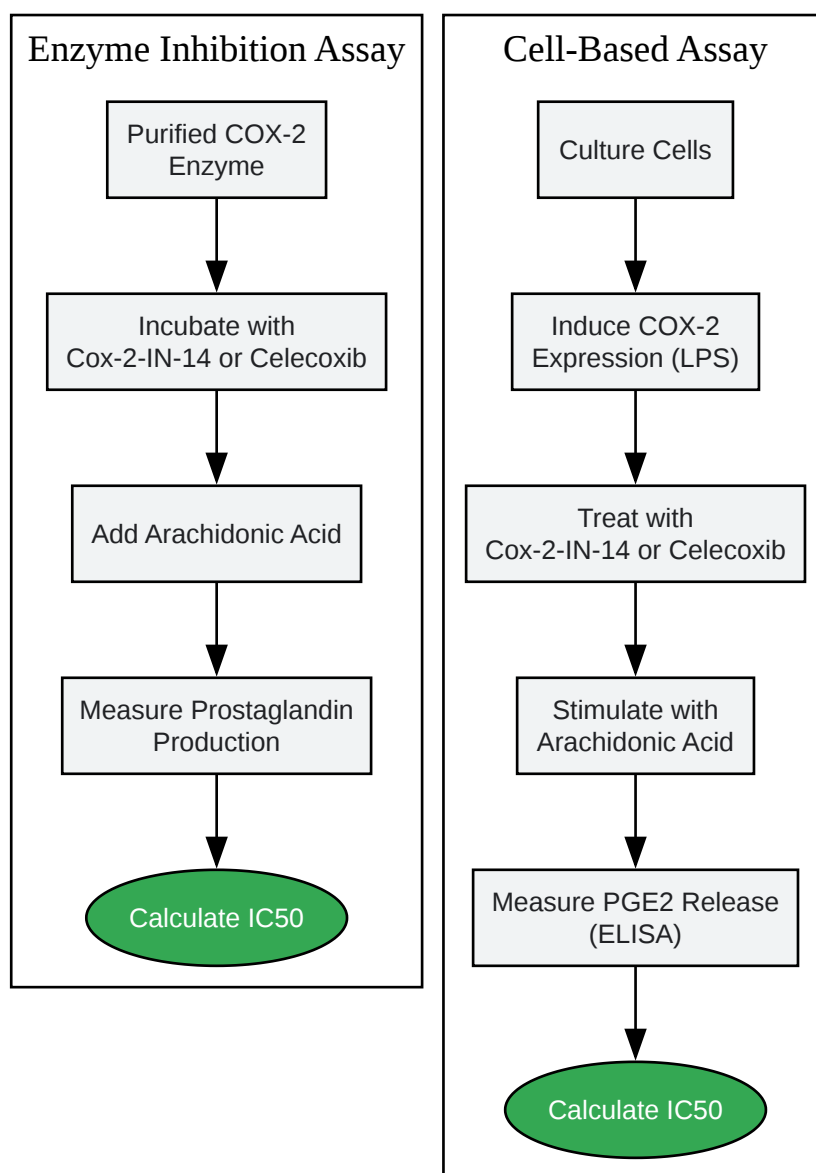 Enzyme Inhibition Assay
Purified COX-2
Enzyme
Incubate with
Cox-2-IN-14 or Celecoxib
Add Arachidonic Acid
Measure Prostaglandin
Production
Calculate IC50
Cell-Based Assay
Culture Cells
Induce COX-2
Expression (LPS)
Treat with
Cox-2-IN-14 or Celecoxib
Stimulate with
Arachidonic Acid
Measure PGE2 Release
(ELISA)
Calculate IC50